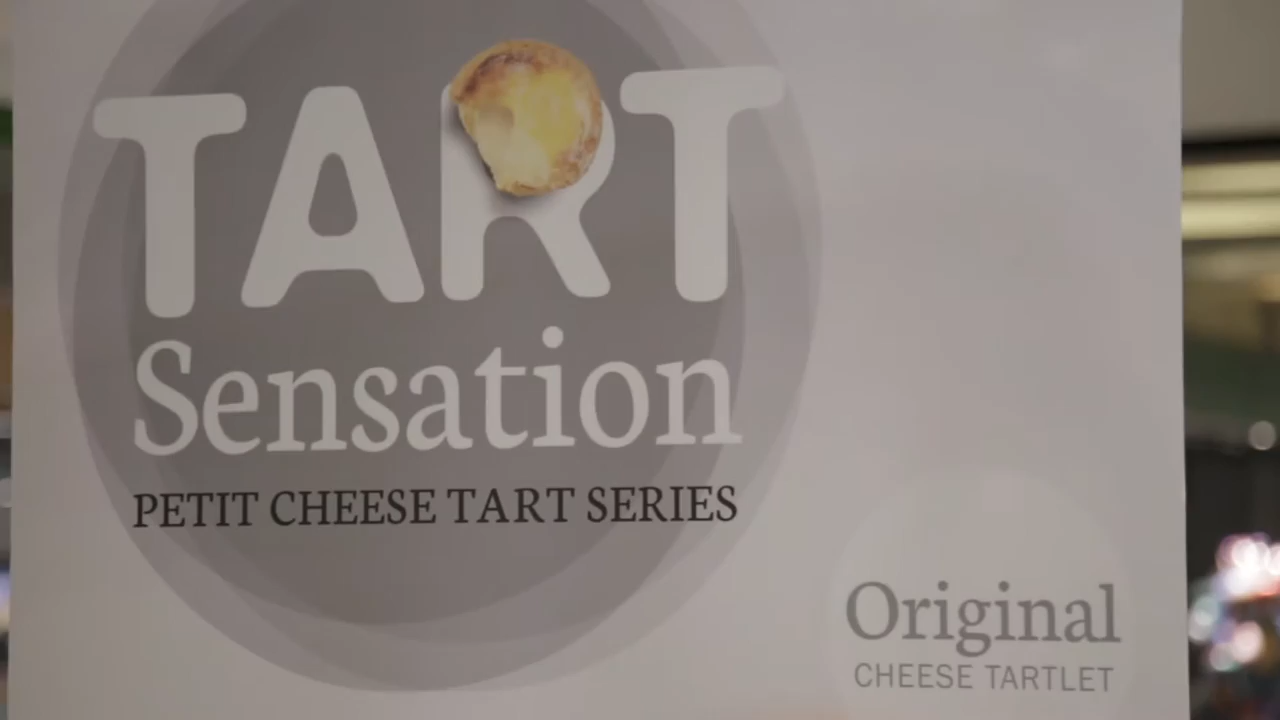 TART
Sensation
PETIT CHEESE TART SERIES
Original
CHEESE TARTLET